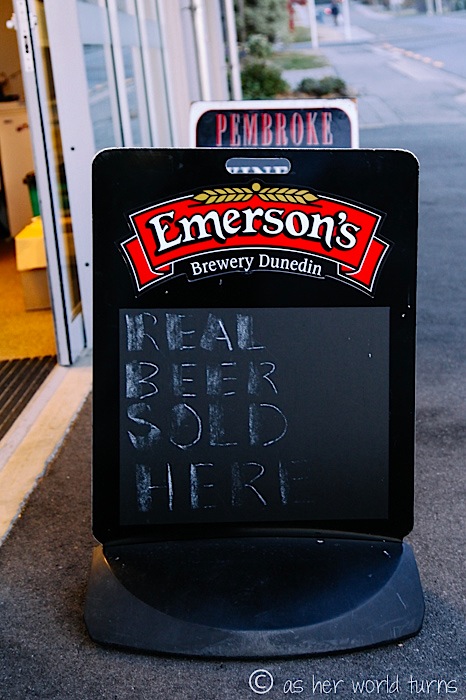 PEMBROKE
Emerson's
Brewery Dunedin
REAL
BEER
SOLD
HERE
© as her world turns